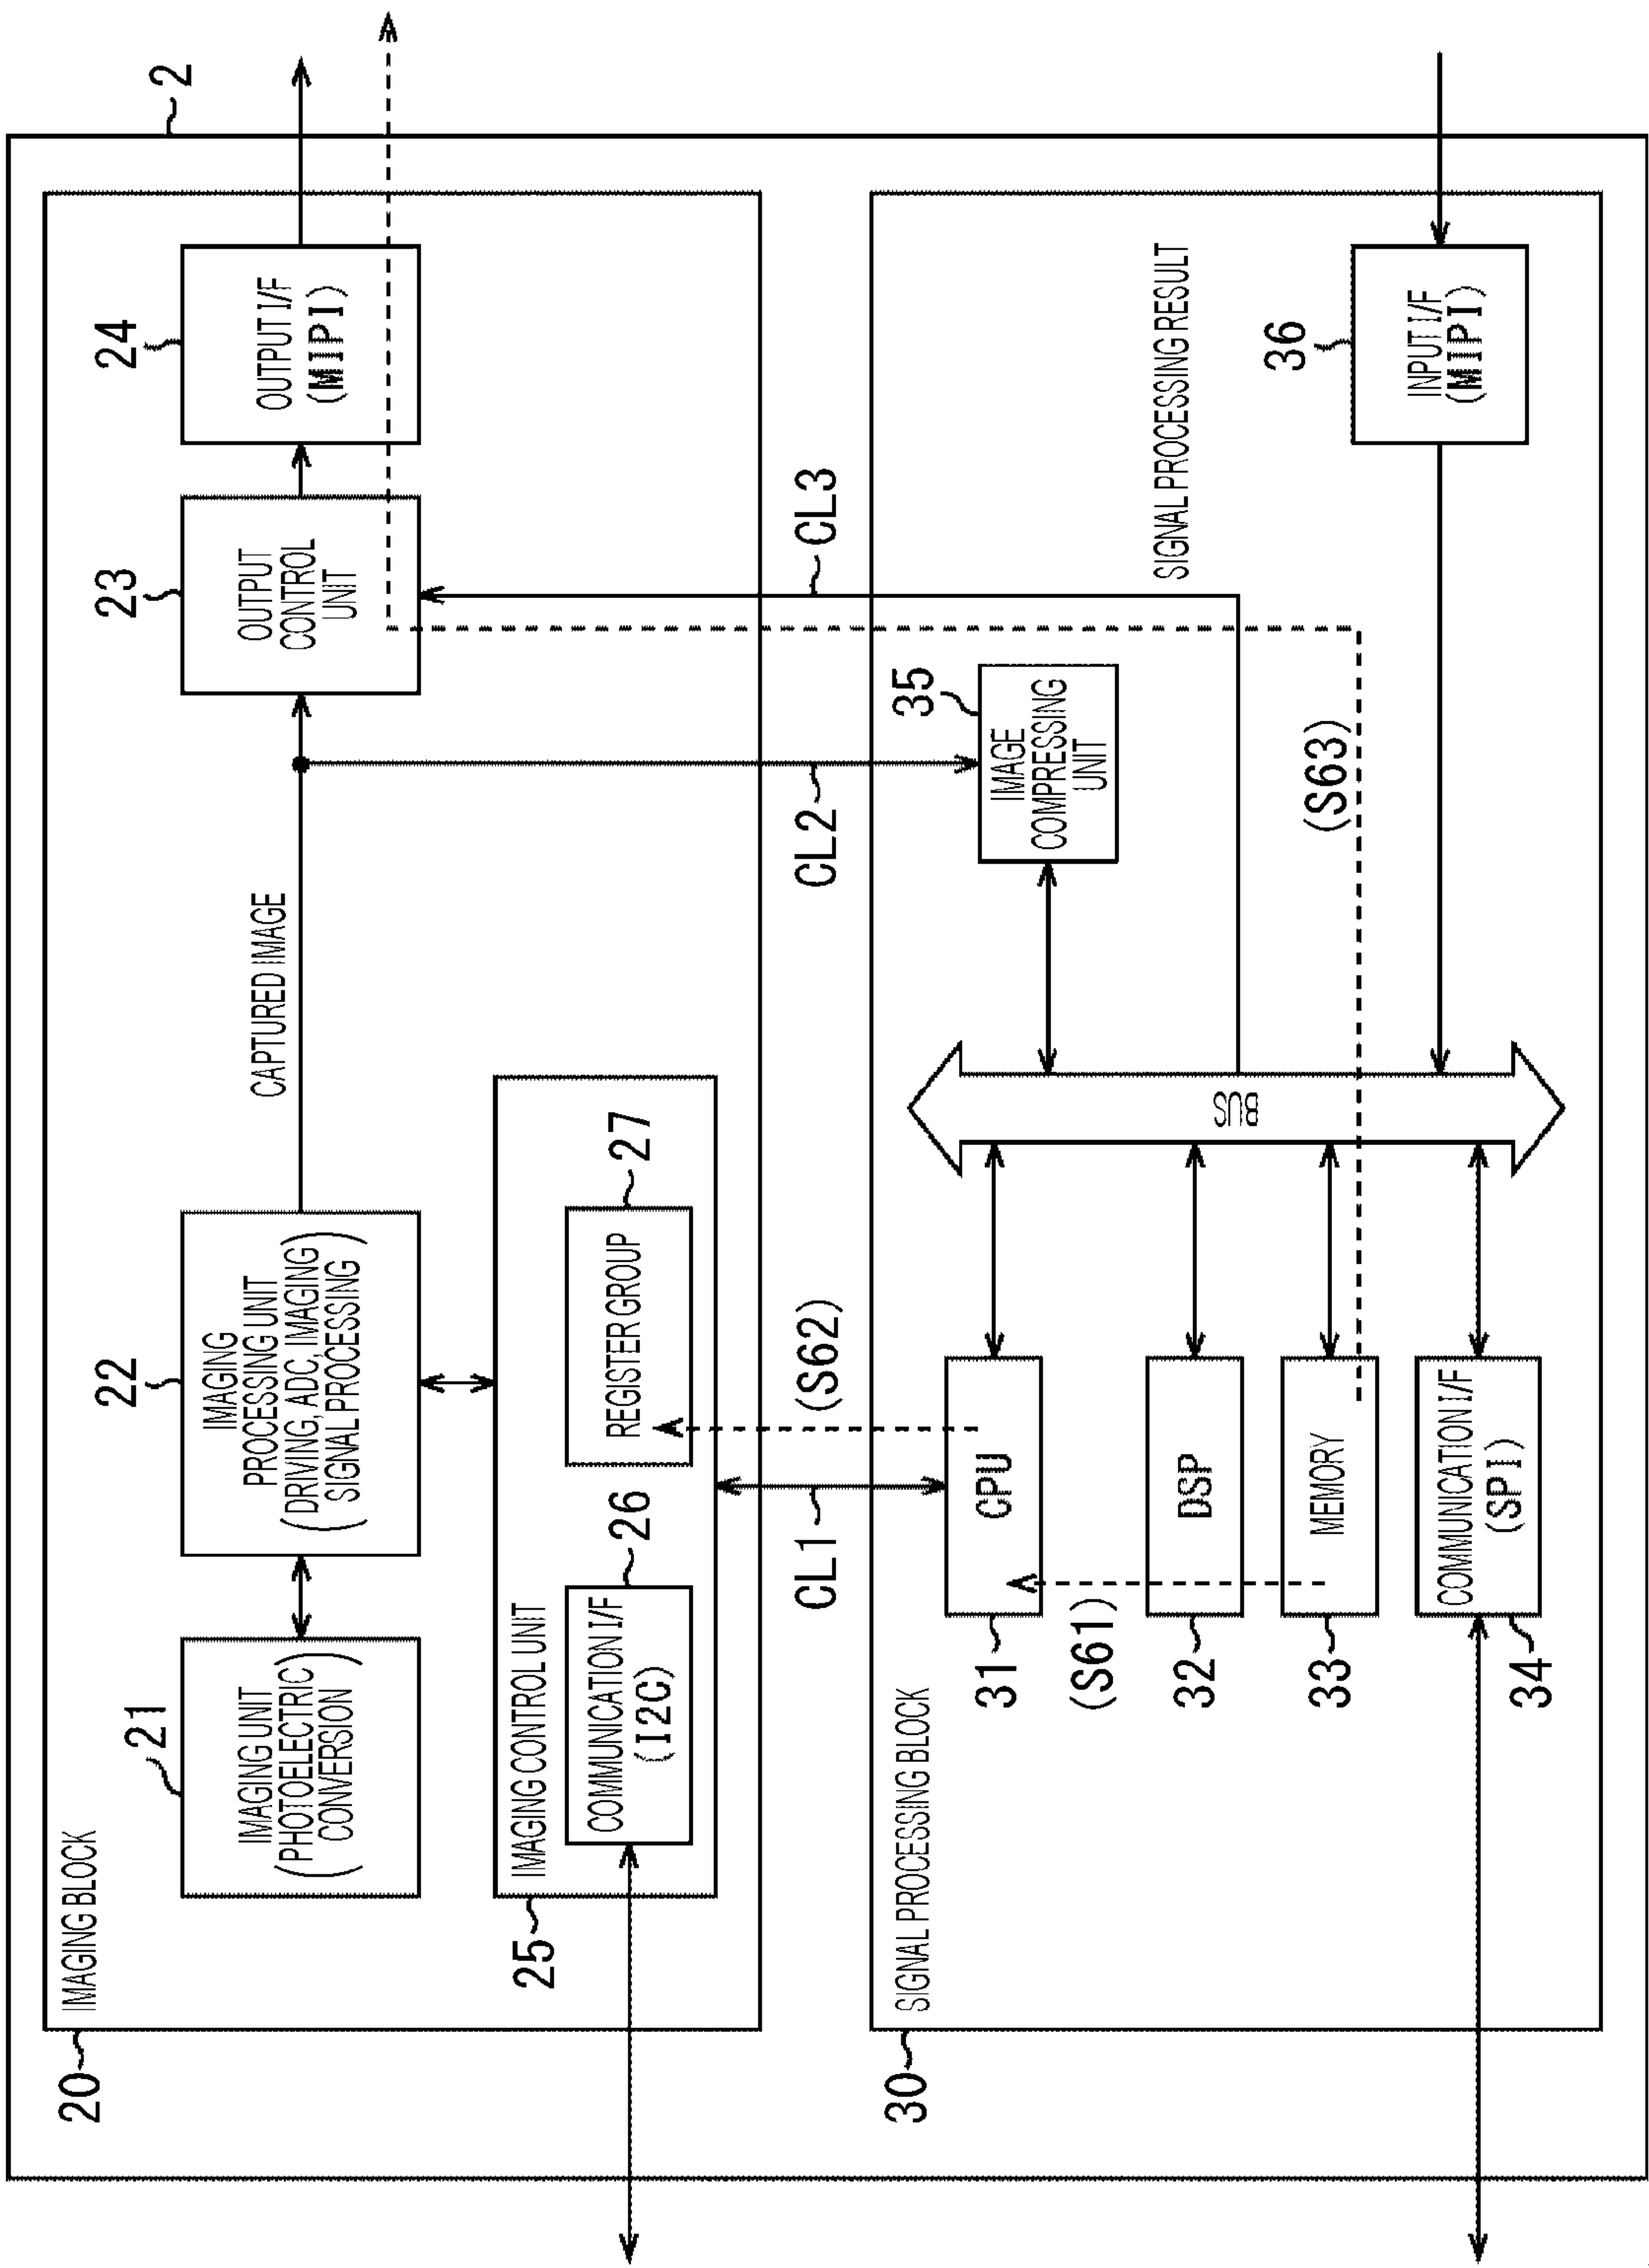 2
20
IMAGING BLOCK
21
IMAGING UNIT
(PHOTOELECTRIC
CONVERSION)
22
IMAGING
PROCESSING UNIT
(DRIVING, ADC, IMAGING
SIGNAL PROCESSING)
CAPTURED IMAGE
23
OUTPUT
CONTROL
UNIT
24
OUTPUT I/F
(MIPI)
25
IMAGING CONTROL UNIT
26
COMMUNICATION I/F
(I2C)
27
REGISTER GROUP
CL1
(S62)
CL2
CL3
30
SIGNAL PROCESSING BLOCK
31
CPU
(S61)
32
DSP
33
MEMORY
34
COMMUNICATION I/F
(SPI)
BUS
35
IMAGE
COMPRESSING
UNIT
(S63)
SIGNAL PROCESSING RESULT
36
INPUT I/F
(MIPI)